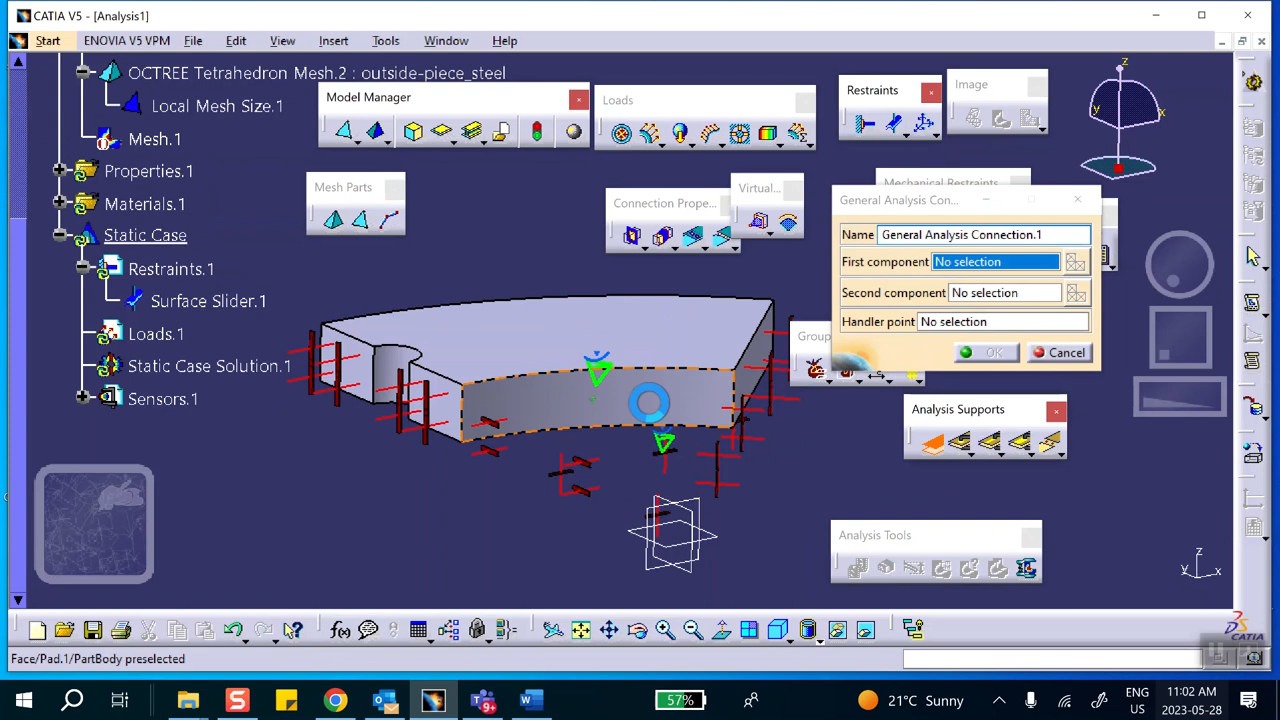 CATIA V5 - [Analysis1]
Start ENOVIA V5 VPM File Edit View Insert Tools Window Help
OCTREE Tetrahedron Mesh.2 : outside-piece_steel
Local Mesh Size.1
Mesh.1
Properties.1
Materials.1
Static Case
Restraints.1
Surface Slider.1
Loads.1
Static Case Solution.1
Sensors.1
Model Manager
Loads
Restraints
Image
Mesh Parts
Connection Prope...
Virtual...
Mechanical Restraints
General Analysis Con...
Name General Analysis Connection.1
First component No selection
Second component No selection
Handler point No selection
OK Cancel
Group
Analysis Supports
Analysis Tools
z
y
x
z
y x
f(x)
DS
CATIA
Face/Pad.1/PartBody preselected
57%
21°C Sunny
ENG
US
11:02 AM
2023-05-28
9+